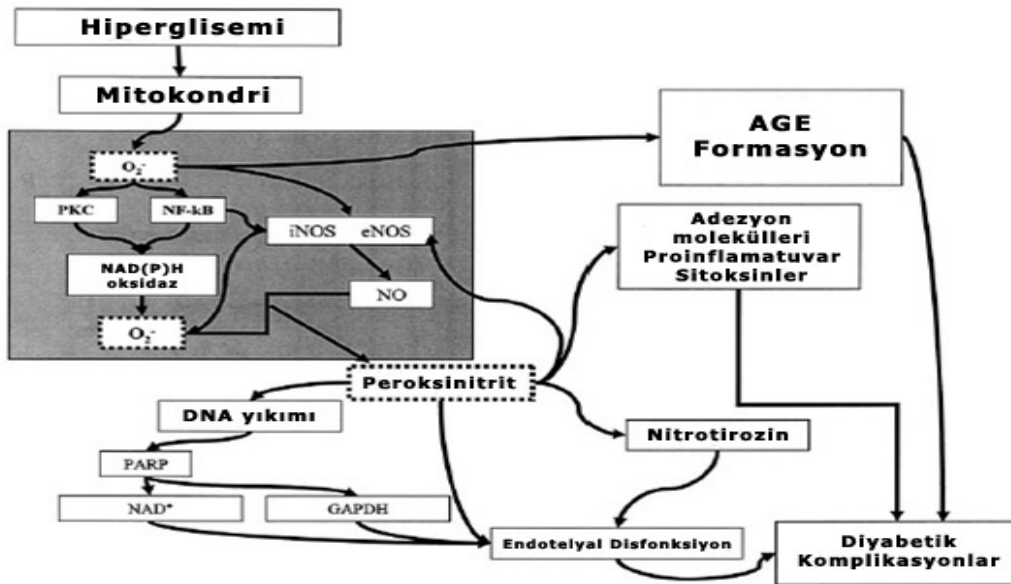 Hiperglisemi
Mitokondri
AGE
Formasyon
O₂⁻
PKC
NF-kB
iNOS eNOS
Adezyon
molekülleri
Proinflamatuvar
Sitoksinler
NAD(P)H
oksidaz
NO
O₂⁻
Peroksinitrit
DNA yıkımı
Nitrotirozin
PARP
NAD⁺
GAPDH
Endotelyal Disfonksiyon
Diyabetik
Komplikasyonlar